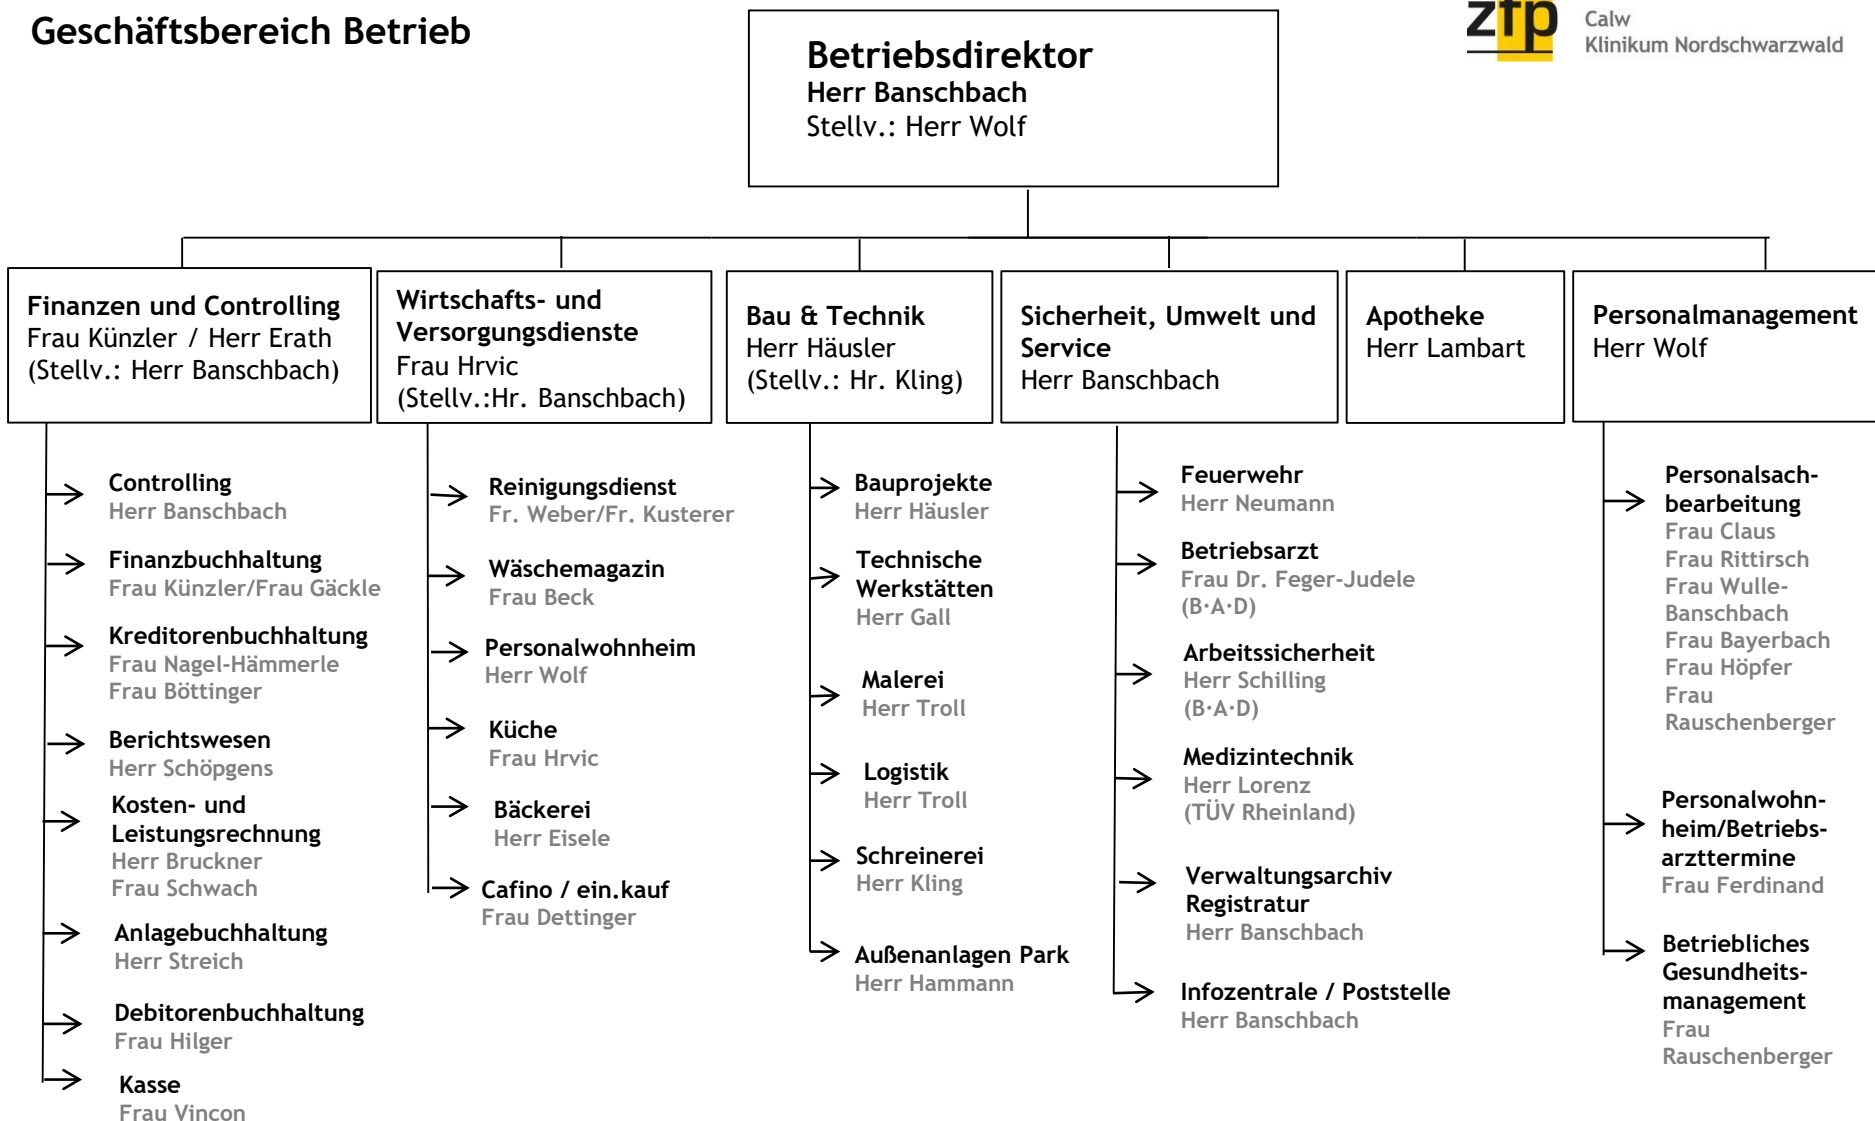 Geschäftsbereich Betrieb
zfp
Calw
Klinikum Nordschwarzwald
Betriebsdirektor
Herr Banschbach
Stellv.: Herr Wolf
Finanzen und Controlling
Frau Künzler / Herr Erath
(Stellv.: Herr Banschbach)
Wirtschafts- und
Versorgungsdienste
Frau Hrvic
(Stellv.:Hr. Banschbach)
Bau & Technik
Herr Häusler
(Stellv.: Hr. Kling)
Sicherheit, Umwelt und
Service
Herr Banschbach
Apotheke
Herr Lambart
Personalmanagement
Herr Wolf
Controlling
Herr Banschbach
Finanzbuchhaltung
Frau Künzler/Frau Gäckle
Kreditorenbuchhaltung
Frau Nagel-Hämmerle
Frau Böttinger
Berichtswesen
Herr Schöpgens
Kosten- und
Leistungsrechnung
Herr Bruckner
Frau Schwach
Anlagebuchhaltung
Herr Streich
Debitorenbuchhaltung
Frau Hilger
Kasse
Frau Vincon
Reinigungsdienst
Fr. Weber/Fr. Kusterer
Wäschemagazin
Frau Beck
Personalwohnheim
Herr Wolf
Küche
Frau Hrvic
Bäckerei
Herr Eisele
Cafino / ein.kauf
Frau Dettinger
Bauprojekte
Herr Häusler
Technische
Werkstätten
Herr Gall
Malerei
Herr Troll
Logistik
Herr Troll
Schreinerei
Herr Kling
Außenanlagen Park
Herr Hammann
Feuerwehr
Herr Neumann
Betriebsarzt
Frau Dr. Feger-Judele
(B·A·D)
Arbeitssicherheit
Herr Schilling
(B·A·D)
Medizintechnik
Herr Lorenz
(TÜV Rheinland)
Verwaltungsarchiv
Registratur
Herr Banschbach
Infozentrale / Poststelle
Herr Banschbach
Personalsach-
bearbeitung
Frau Claus
Frau Rittirsch
Frau Wulle-
Banschbach
Frau Bayerbach
Frau Höpfer
Frau
Rauschenberger
Personalwohn-
heim/Betriebs-
arzttermine
Frau Ferdinand
Betriebliches
Gesundheits-
management
Frau
Rauschenberger